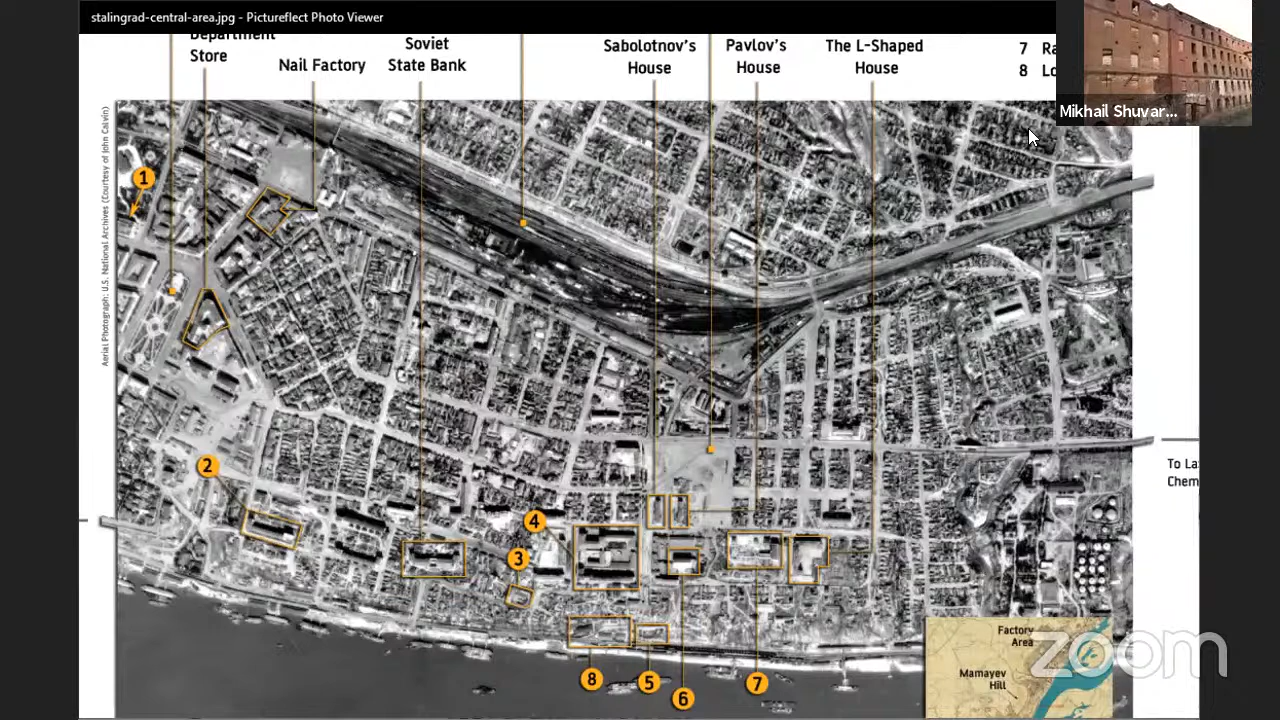 stalingrad-central-area.jpg - Pictureflect Photo Viewer
Department
Store
Nail Factory
Soviet
State Bank
Sabolotnov's
House
Pavlov's
House
The L-Shaped
House
7
8
Mikhail Shuvar...
Aerial Photograph: U.S. National Archives (Courtesy of John Calvin)
1
2
4
3
To
Chem
8
5
6
7
Factory
Area
Mamayev
Hill
zoom